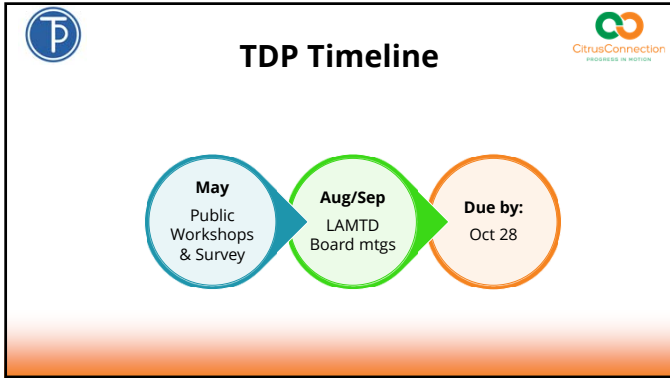 TP
TDP Timeline
CitrusConnection
PROGRESS IN MOTION
May
Public
Workshops
& Survey
Aug/Sep
LAMTD
Board mtgs
Due by:
Oct 28